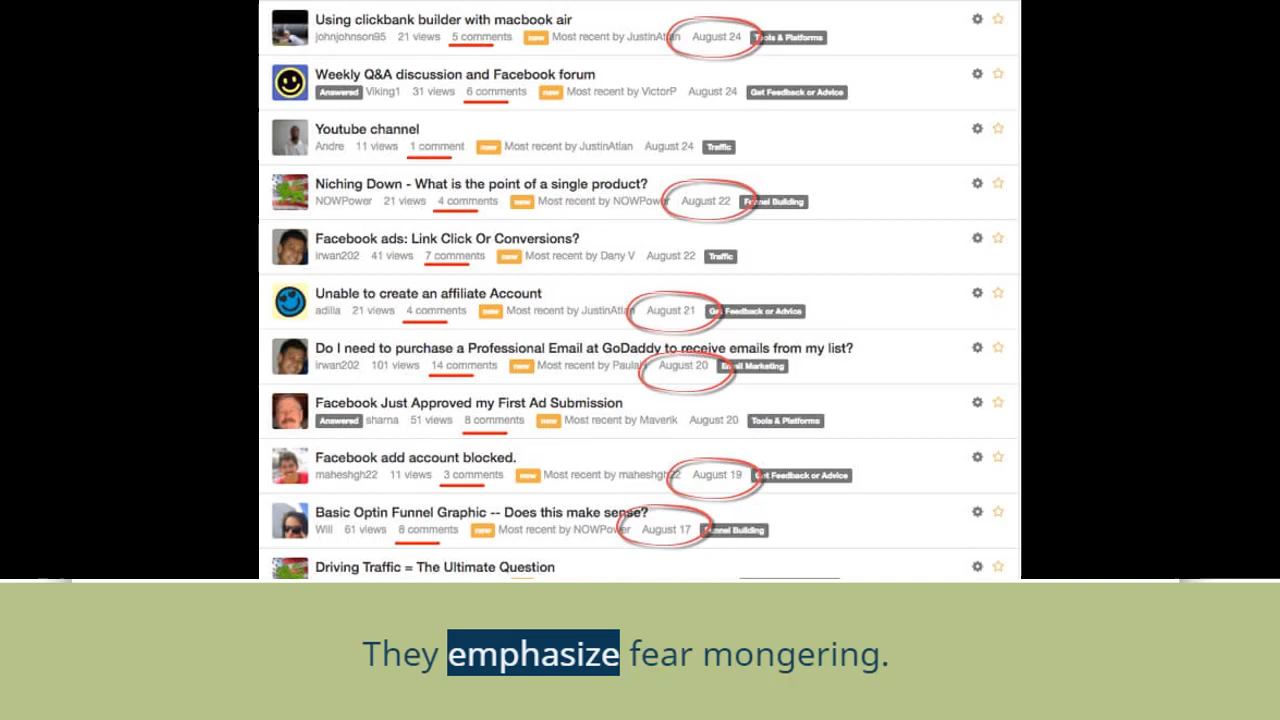 Using clickbank builder with macbook air
johnjohnson95 21 views 5 comments new Most recent by JustinAtlan August 24 Tools & Platforms
Weekly Q&A discussion and Facebook forum
Answered Viking1 31 views 6 comments new Most recent by VictorP August 24 Get Feedback or Advice
Youtube channel
Andre 11 views 1 comment new Most recent by JustinAtlan August 24 Traffic
Niching Down - What is the point of a single product?
NOWPower 21 views 4 comments new Most recent by NOWPower August 22 Funnel Building
Facebook ads: Link Click Or Conversions?
irwan202 41 views 7 comments new Most recent by Dany V August 22 Traffic
Unable to create an affiliate Account
adilla 21 views 4 comments new Most recent by JustinAtlan August 21 Get Feedback or Advice
Do I need to purchase a Professional Email at GoDaddy to receive emails from my list?
irwan202 101 views 14 comments new Most recent by Paula August 20 Email Marketing
Facebook Just Approved my First Ad Submission
Answered sharna 51 views 8 comments new Most recent by Maverik August 20 Tools & Platforms
Facebook add account blocked.
maheshgh22 11 views 3 comments new Most recent by maheshgh22 August 19 Get Feedback or Advice
Basic Optin Funnel Graphic -- Does this make sense?
Will 61 views 8 comments new Most recent by NOWPower August 17 Funnel Building
Driving Traffic = The Ultimate Question
They emphasize fear mongering.